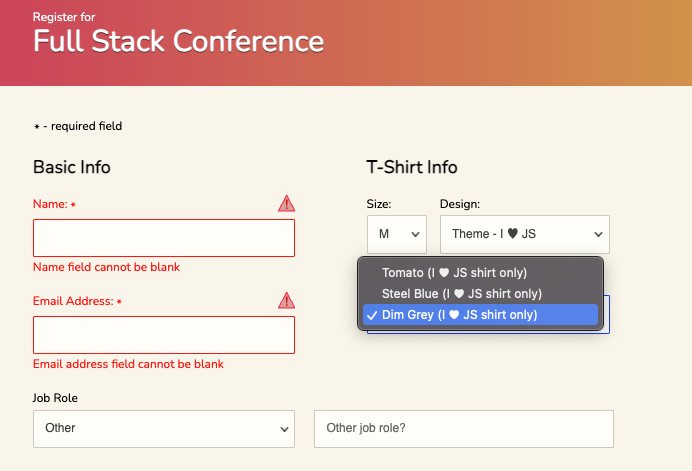 Register for
Full Stack Conference
* - required field
Basic Info
Name: *
Name field cannot be blank
Email Address: *
Email address field cannot be blank
Job Role
Other
Other job role?
T-Shirt Info
Size:
Design:
M
Theme - I ♥ JS
Tomato (I ♥ JS shirt only)
Steel Blue (I ♥ JS shirt only)
✓ Dim Grey (I ♥ JS shirt only)